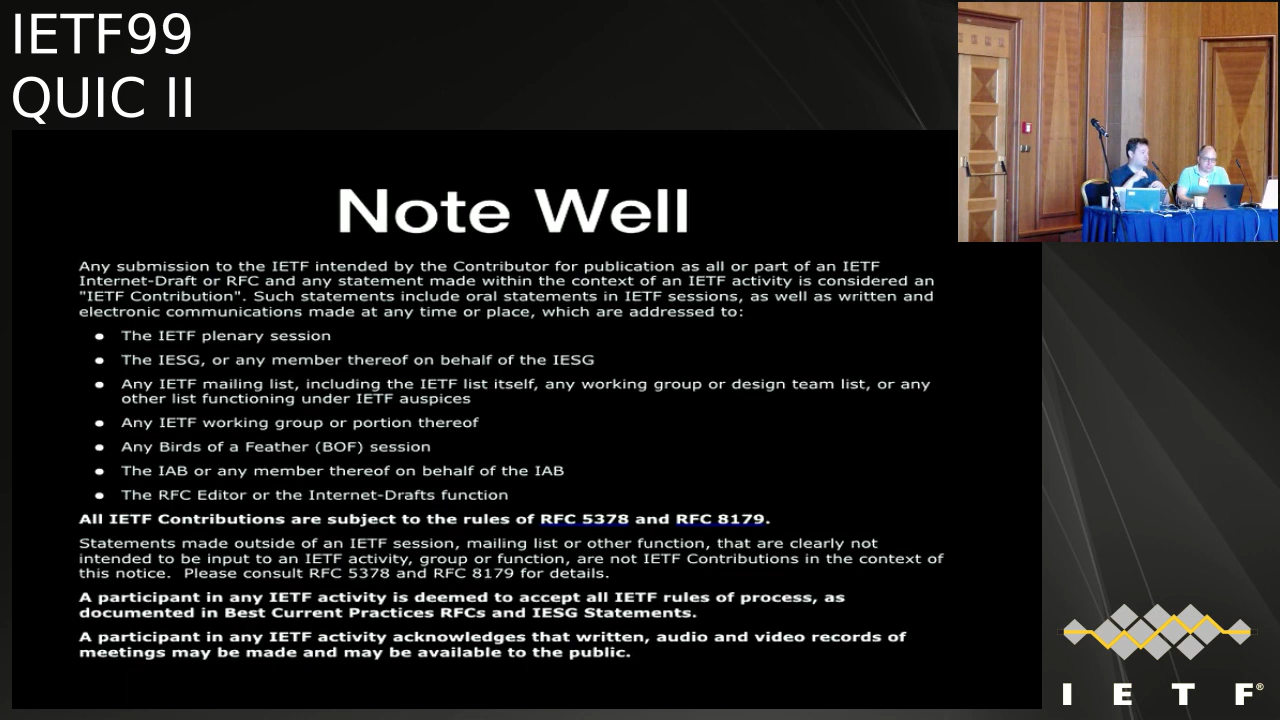 IETF99
QUIC II
Note Well
Any submission to the IETF intended by the Contributor for publication as all or part of an IETF
Internet-Draft or RFC and any statement made within the context of an IETF activity is considered an
"IETF Contribution". Such statements include oral statements in IETF sessions, as well as written and
electronic communications made at any time or place, which are addressed to:
● The IETF plenary session
● The IESG, or any member thereof on behalf of the IESG
● Any IETF mailing list, including the IETF list itself, any working group or design team list, or any
other list functioning under IETF auspices
● Any IETF working group or portion thereof
● Any Birds of a Feather (BOF) session
● The IAB or any member thereof on behalf of the IAB
● The RFC Editor or the Internet-Drafts function
All IETF Contributions are subject to the rules of RFC 5378 and RFC 8179.
Statements made outside of an IETF session, mailing list or other function, that are clearly not
intended to be input to an IETF activity, group or function, are not IETF Contributions in the context of
this notice.  Please consult RFC 5378 and RFC 8179 for details.
A participant in any IETF activity is deemed to accept all IETF rules of process, as
documented in Best Current Practices RFCs and IESG Statements.
A participant in any IETF activity acknowledges that written, audio and video records of
meetings may be made and may be available to the public.
I E T F®